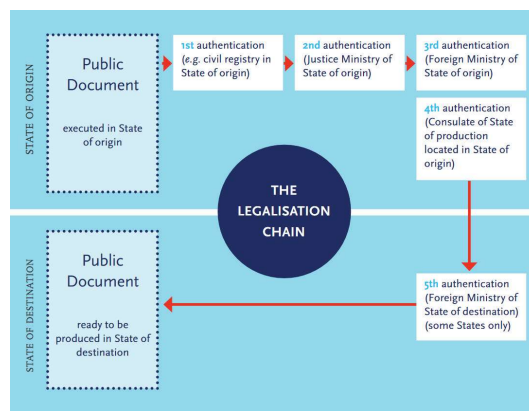 STATE OF ORIGIN
Public
Document
executed in State
of origin
1st authentication
(e.g. civil registry in
State of origin)
2nd authentication
(Justice Ministry of
State of origin)
3rd authentication
(Foreign Ministry of
State of origin)
4th authentication
(Consulate of State
of production
located in State of
origin)
THE
LEGALISATION
CHAIN
STATE OF DESTINATION
Public
Document
ready to be
produced in State of
destination
5th authentication
(Foreign Ministry of
State of destination)
(some States only)